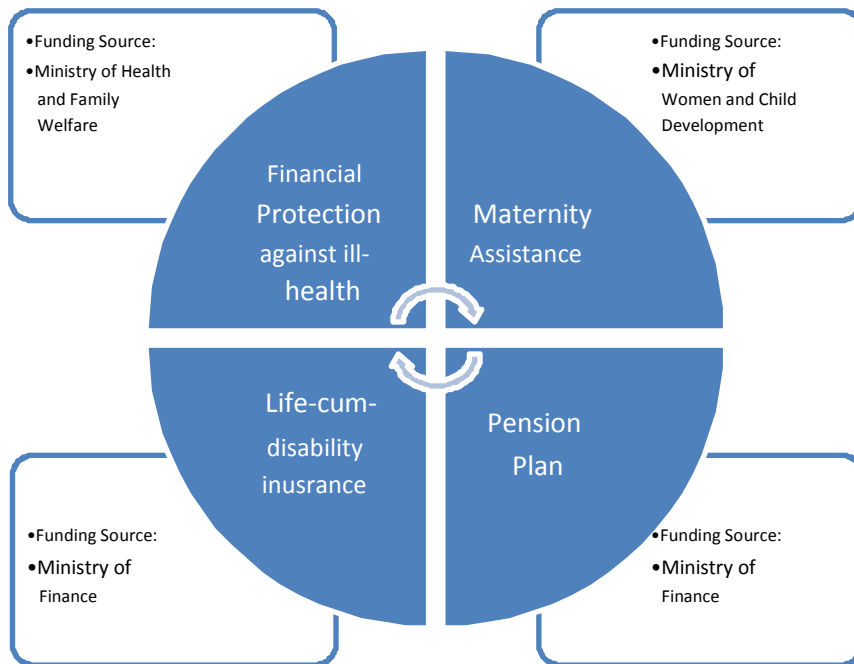 •Funding Source:
•Ministry of Health
and Family
Welfare
•Funding Source:
•Ministry of
Women and Child
Development
Financial
Protection
against ill-
health
Maternity
Assistance
Life-cum-
disability
inusrance
Pension
Plan
•Funding Source:
•Ministry of
Finance
•Funding Source:
•Ministry of
Finance